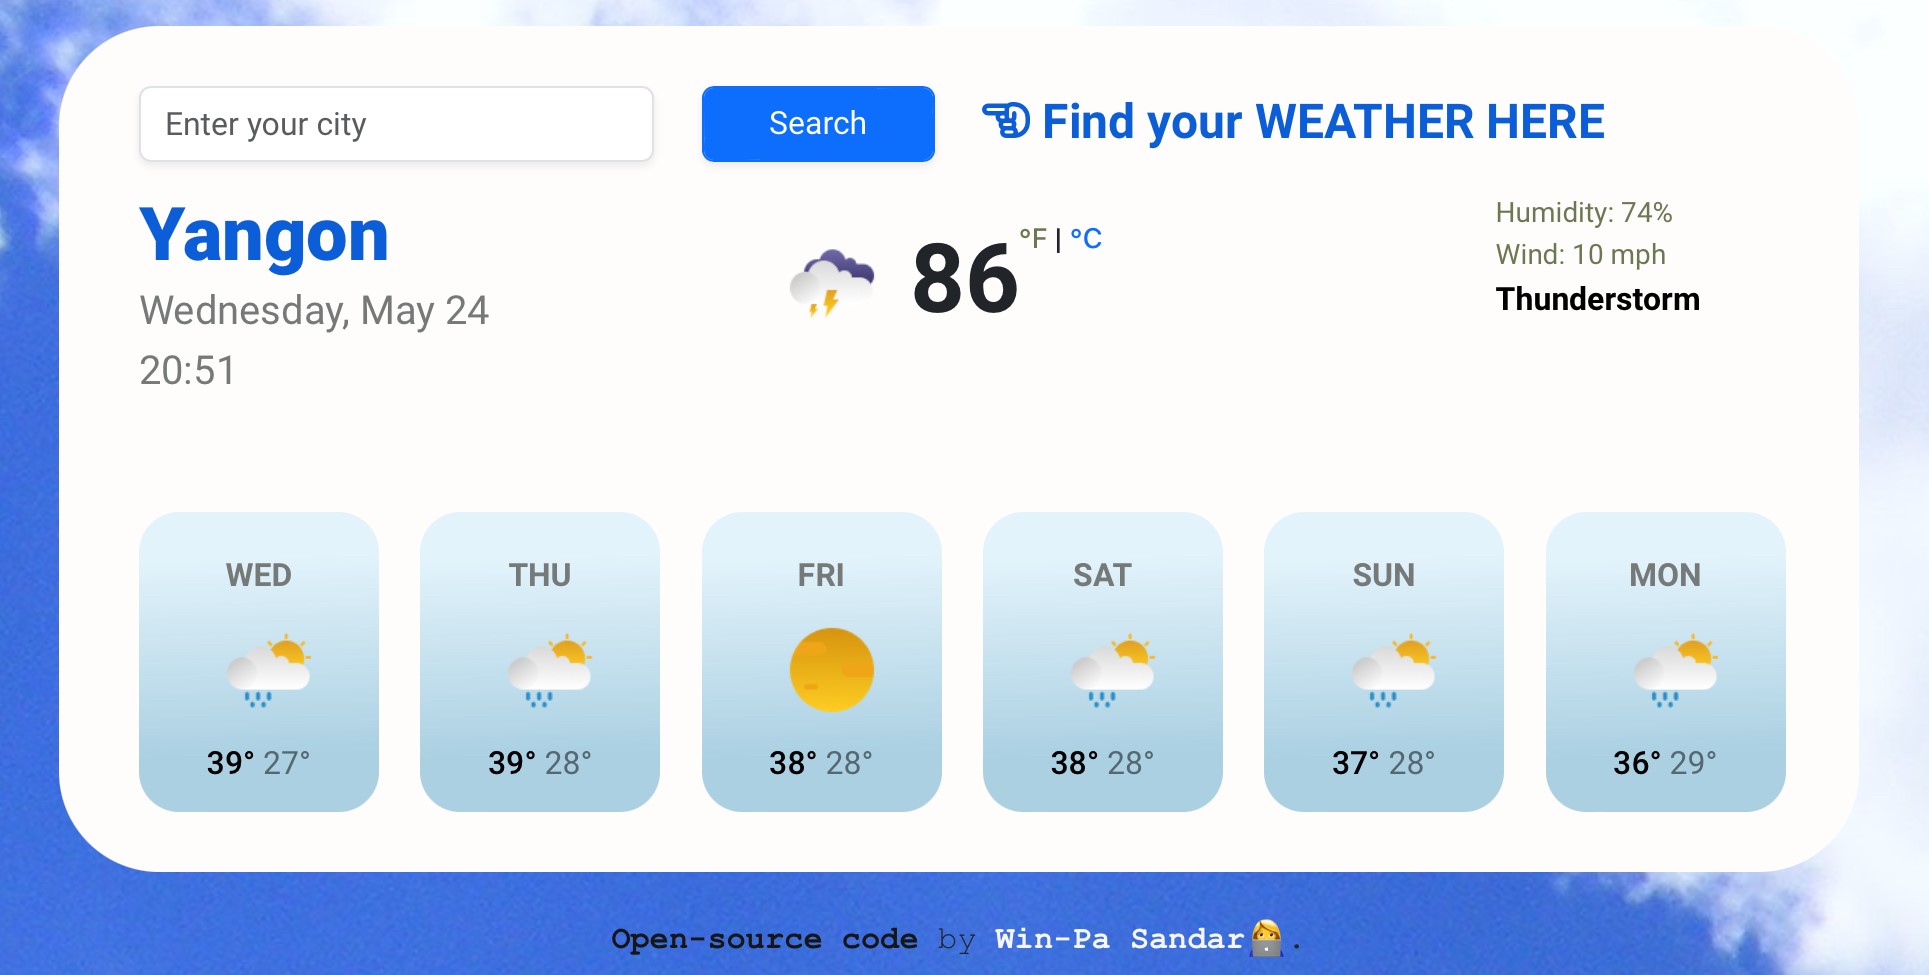 Enter your city
Search
Find your WEATHER HERE
Yangon
Wednesday, May 24
20:51
86 °F | °C
Humidity: 74%
Wind: 10 mph
Thunderstorm
WED THU FRI SAT SUN MON
39° 27° 39° 28° 38° 28° 38° 28° 37° 28° 36° 29°
Open-source code by Win-Pa Sandar👩‍💻.